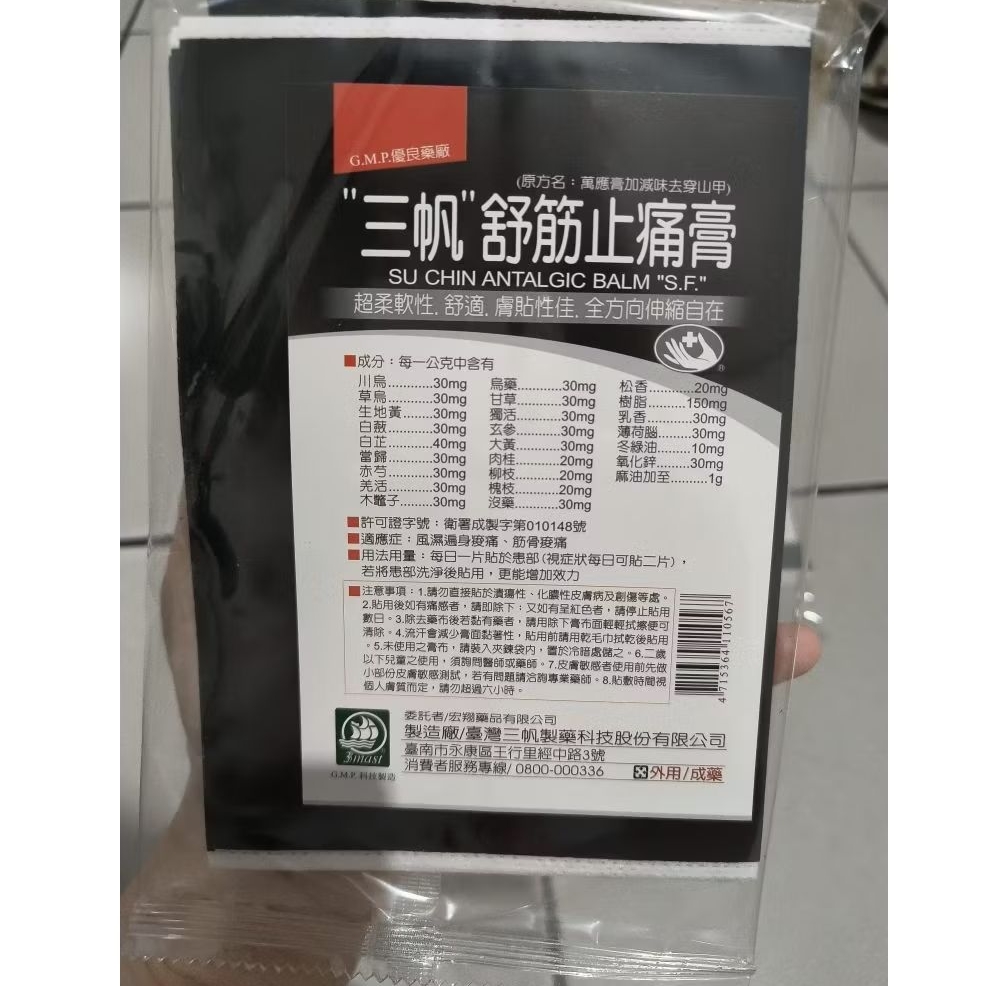 G.M.P.優良藥廠
(原方名：萬應膏加減味去穿山甲)
"三帆"舒筋止痛膏
SU CHIN ANTALGIC BALM "S.F."
超柔軟性. 舒適. 膚貼性佳. 全方向伸縮自在
®
■成分：每一公克中含有
川烏............30mg 烏藥............30mg 松香............20mg
草烏............30mg 甘草............30mg 樹脂..........150mg
生地黃........30mg 獨活............30mg 乳香............30mg
白蘞............30mg 玄參............30mg 薄荷腦........30mg
白芷............40mg 大黃............30mg 冬綠油........10mg
當歸............30mg 肉桂............20mg 氧化鋅........30mg
赤芍............30mg 柳枝............20mg 麻油加至..........1g
羌活............30mg 槐枝............20mg
木鼈子........30mg 沒藥............30mg
■許可證字號：衛署成製字第010148號
■適應症：風濕遍身痠痛、筋骨痠痛
■用法用量：每日一片貼於患部(視症狀每日可貼二片)，
若將患部洗淨後貼用，更能增加效力
■注意事項：1.請勿直接貼於潰瘍性、化膿性皮膚病及創傷等處。
2.貼用後如有痛感者，請即除下；又如有呈紅色者，請停止貼用
數日。3.除去藥布後若黏有藥者，請用除下膏布面輕輕拭擦便可
清除。4.流汗會減少膏面黏著性，貼用前請用乾毛巾拭乾後貼用
。5.未使用之膏布，請裝入夾鍊袋內，置於冷暗處儲之。6.二歲
以下兒童之使用，須詢問醫師或藥師。7.皮膚敏感者使用前先做
小部份皮膚敏感測試，若有問題請洽詢專業藥師。8.貼敷時間視
個人膚質而定，請勿超過六小時。
4 715364 110567
3mast
G.M.P. 科技製造
委託者/宏翔藥品有限公司
製造廠/臺灣三帆製藥科技股份有限公司
臺南市永康區王行里經中路3號
消費者服務專線/ 0800-000336
外用/成藥